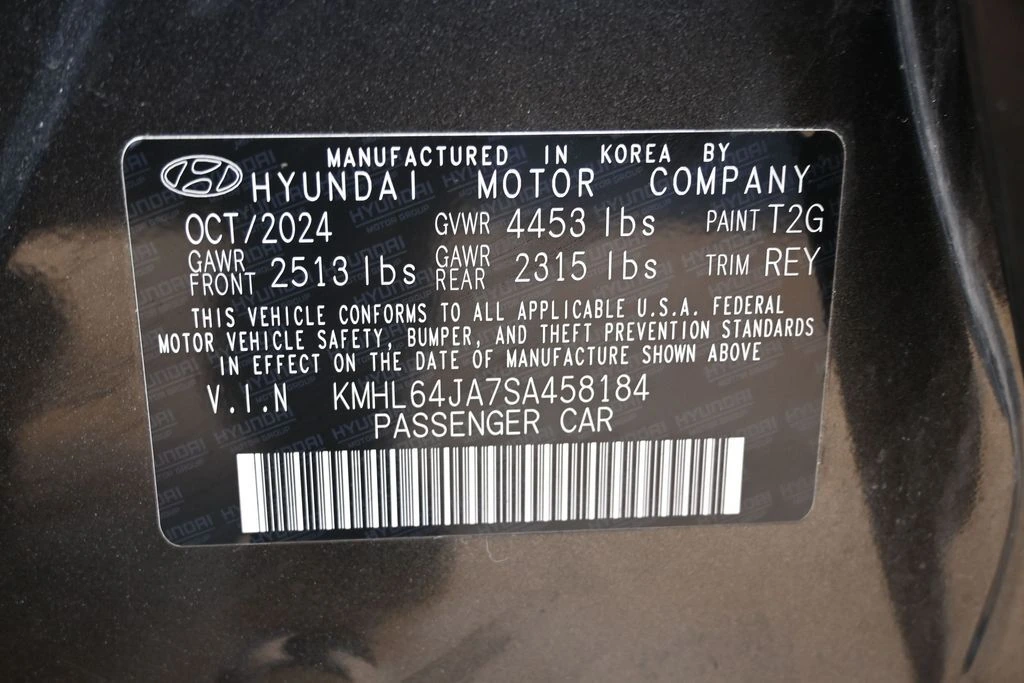 MANUFACTURED IN KOREA BY
HYUNDAI MOTOR COMPANY
OCT/2024 GVWR 4453 lbs PAINT T2G
GAWR FRONT 2513 lbs GAWR REAR 2315 lbs TRIM REY
THIS VEHICLE CONFORMS TO ALL APPLICABLE U.S.A. FEDERAL
MOTOR VEHICLE SAFETY, BUMPER, AND THEFT PREVENTION STANDARDS
IN EFFECT ON THE DATE OF MANUFACTURE SHOWN ABOVE
V.I.N KMHL64JA7SA458184
PASSENGER CAR